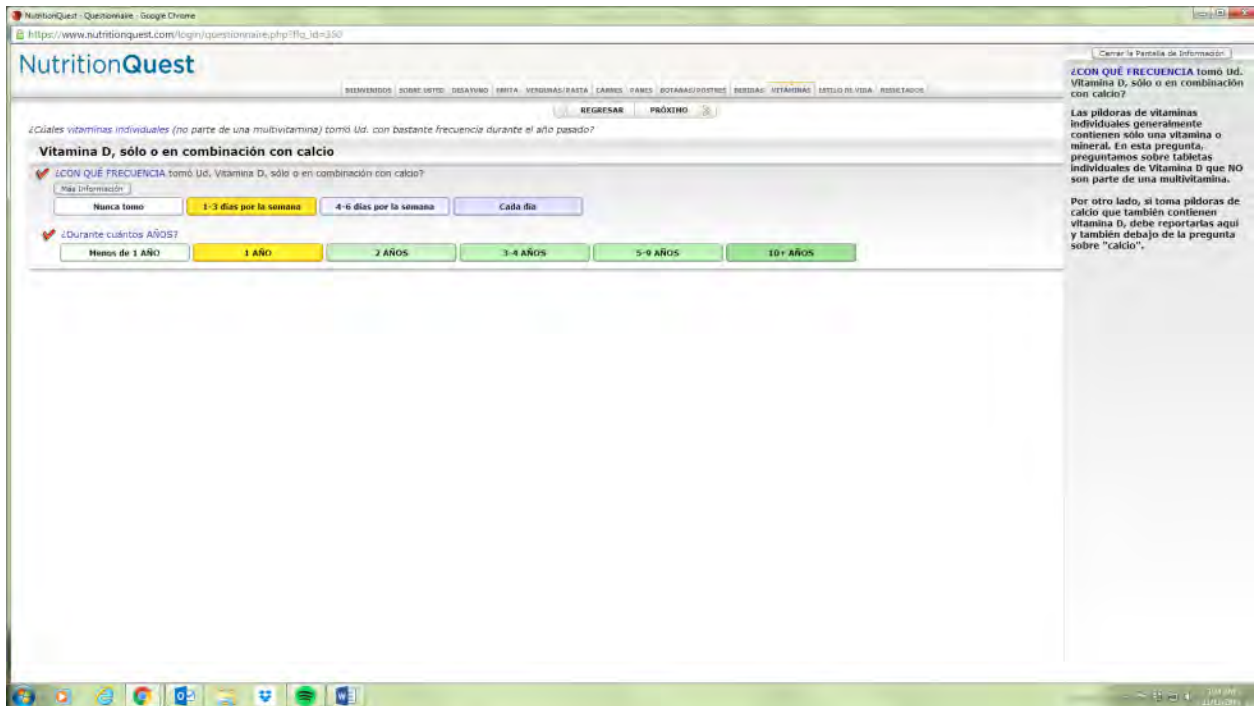 NutritionQuest - Questionnaire - Google Chrome
https://www.nutritionquest.com/login/questionnaire.php?flq_id=350
NutritionQuest
BIENVENIDOS SOBRE USTED DESAYUNO FRUTA VERDURAS/PASTA CARNES PANES BOTANAS/POSTRES BEBIDAS VITAMINAS ESTILO DE VIDA RESULTADOS
REGRESAR PRÓXIMO
¿Cuáles vitaminas individuales (no parte de una multivitamina) tomó Ud. con bastante frecuencia durante el año pasado?
Vitamina D, sólo o en combinación con calcio
¿CON QUÉ FRECUENCIA tomó Ud. Vitamina D, sólo o en combinación con calcio?
Más Información
Nunca tomo 1-3 días por la semana 4-6 días por la semana Cada día
¿Durante cuántos AÑOS?
Menos de 1 AÑO 1 AÑO 2 AÑOS 3-4 AÑOS 5-9 AÑOS 10+ AÑOS
Cerrar la Pantalla de Información
¿CON QUÉ FRECUENCIA tomó Ud.
Vitamina D, sólo o en combinación
con calcio?
Las píldoras de vitaminas
individuales generalmente
contienen sólo una vitamina o
mineral. En esta pregunta,
preguntamos sobre tabletas
individuales de Vitamina D que NO
son parte de una multivitamina.
Por otro lado, si toma píldoras de
calcio que también contienen
vitamina D, debe reportarlas aquí
y también debajo de la pregunta
sobre "calcio".